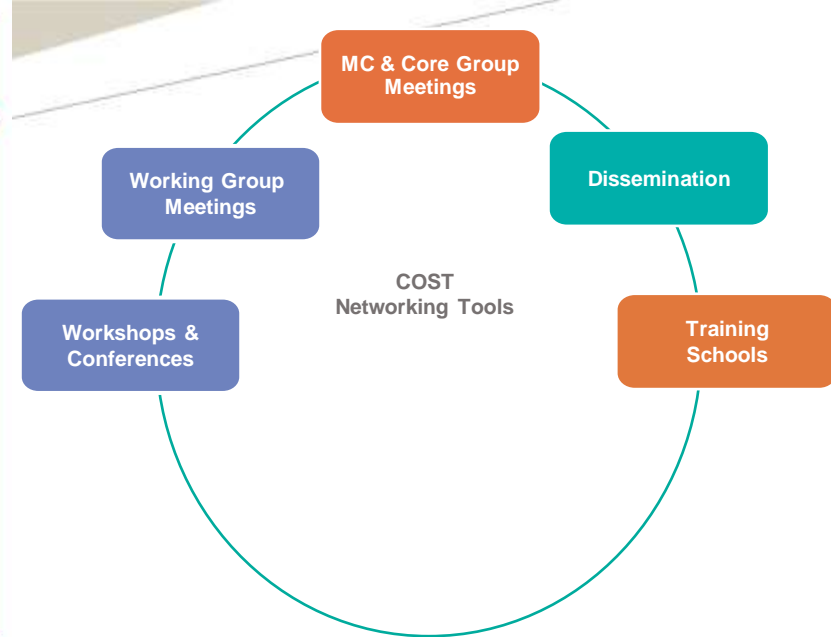 MC & Core Group
Meetings
Dissemination
Working Group
Meetings
COST
Networking Tools
Workshops &
Conferences
Training
Schools